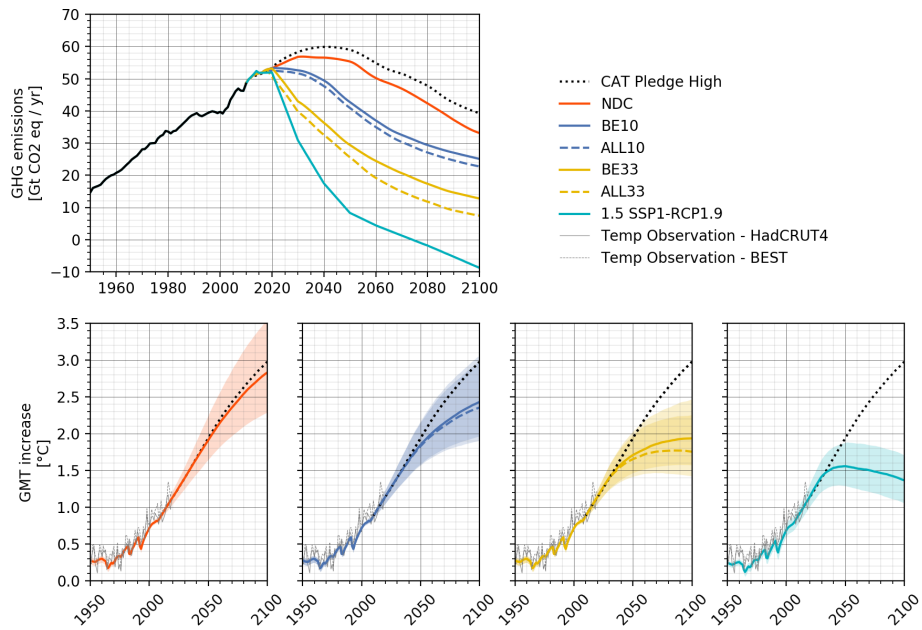 70
60
50
40
30
20
10
0
−10
GHG emissions
[Gt CO2 eq / yr]
1960 1980 2000 2020 2040 2060 2080 2100
CAT Pledge High
NDC
BE10
ALL10
BE33
ALL33
1.5 SSP1-RCP1.9
Temp Observation - HadCRUT4
Temp Observation - BEST
3.5
3.0
2.5
2.0
1.5
1.0
0.5
0.0
GMT increase
[°C]
1950 2000 2050 2100 1950 2000 2050 2100 1950 2000 2050 2100 1950 2000 2050 2100